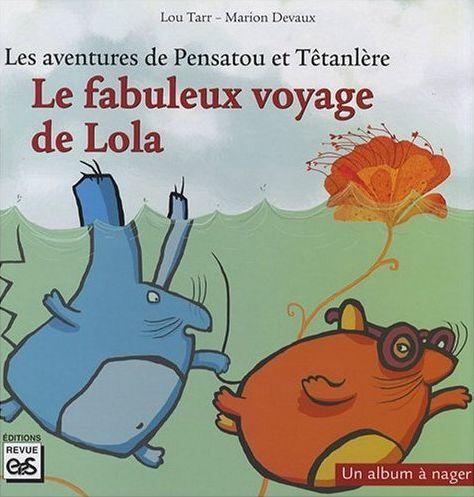 Lou Tarr - Marion Devaux
Les aventures de Pensatou et Têtanlère
Le fabuleux voyage
de Lola
ÉDITIONS
REVUE
EPS
Un album à nager